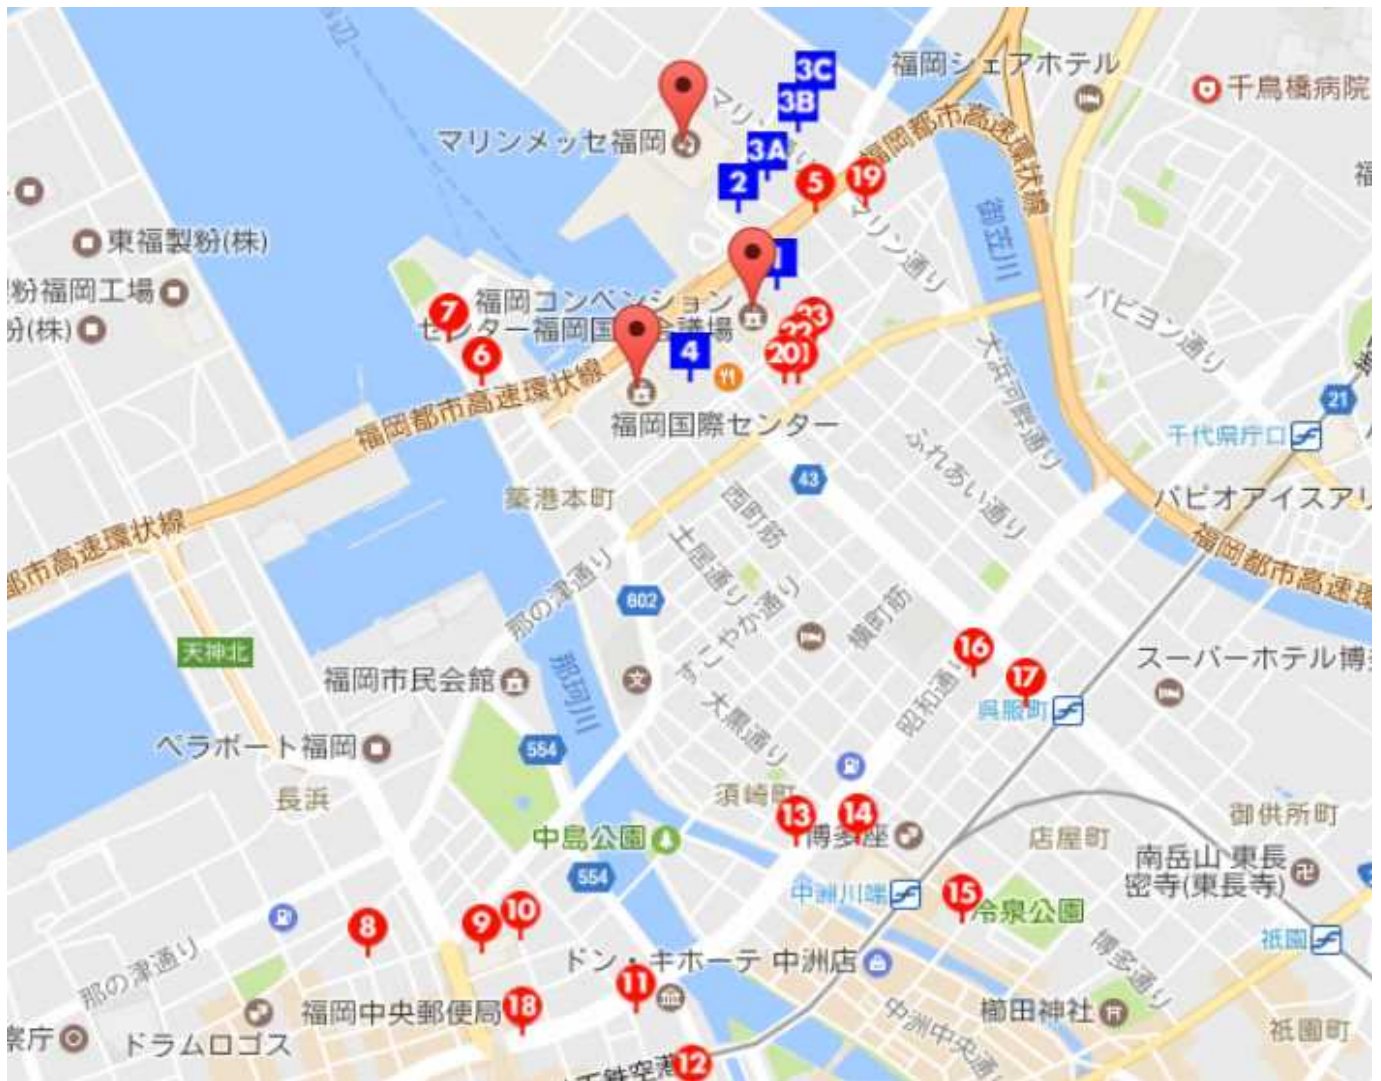 3C
福岡シェアホテル
3B
千鳥橋病院
マリンメッセ福岡
3A
2
5
19
福岡都市高速環状線
マリン通り
御笠川
東福製粉(株)
1
粉福岡工場
(株)
7
福岡コンベンション
センター福岡国
会議場
23
22
パピヨン通り
6
4
20
大浜河岸通り
福岡都市高速環状線
福岡国際センター
21
千代県庁口
ふれあい通り
43
築港本町
西町筋
パピオアイスアリ
都市高速環状線
土居通り
福岡都市高速環
那の津通り
602
すこやか通り
横町筋
天神北
16
スーパーホテル博
福岡市民会館
文
17
那珂川
昭和通り
呉服町
大黒通り
554
ベラボート福岡
須崎町
長浜
13
14
御供所町
中島公園
博多座
店屋町
南岳山 東長
密寺(東長寺)
554
中洲川端
15
冷泉公園
8
9
10
祇園
那の津通り
ドン・キホーテ 中洲店
博多通り
11
福岡中央郵便局
18
櫛田神社
祇園町
察庁
ドラムロゴス
中洲中央通
12